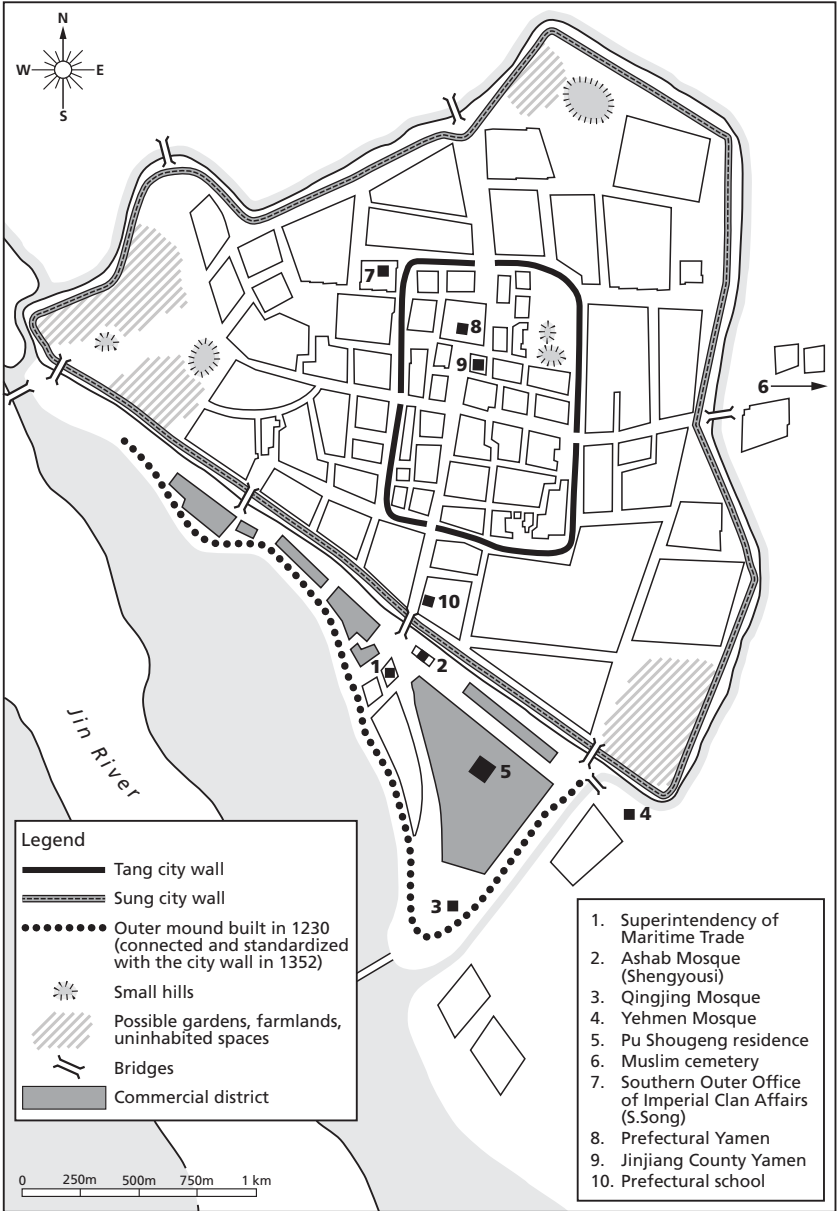 N
W
E
S
7
8
9
6
10
1
2
5
4
3
Jin River
Legend
Tang city wall
Sung city wall
Outer mound built in 1230
(connected and standardized
with the city wall in 1352)
Small hills
Possible gardens, farmlands,
uninhabited spaces
Bridges
Commercial district
0 250m 500m 750m 1 km
1. Superintendency of
Maritime Trade
2. Ashab Mosque
(Shengyousi)
3. Qingjing Mosque
4. Yehmen Mosque
5. Pu Shougeng residence
6. Muslim cemetery
7. Southern Outer Office
of Imperial Clan Affairs
(S.Song)
8. Prefectural Yamen
9. Jinjiang County Yamen
10. Prefectural school